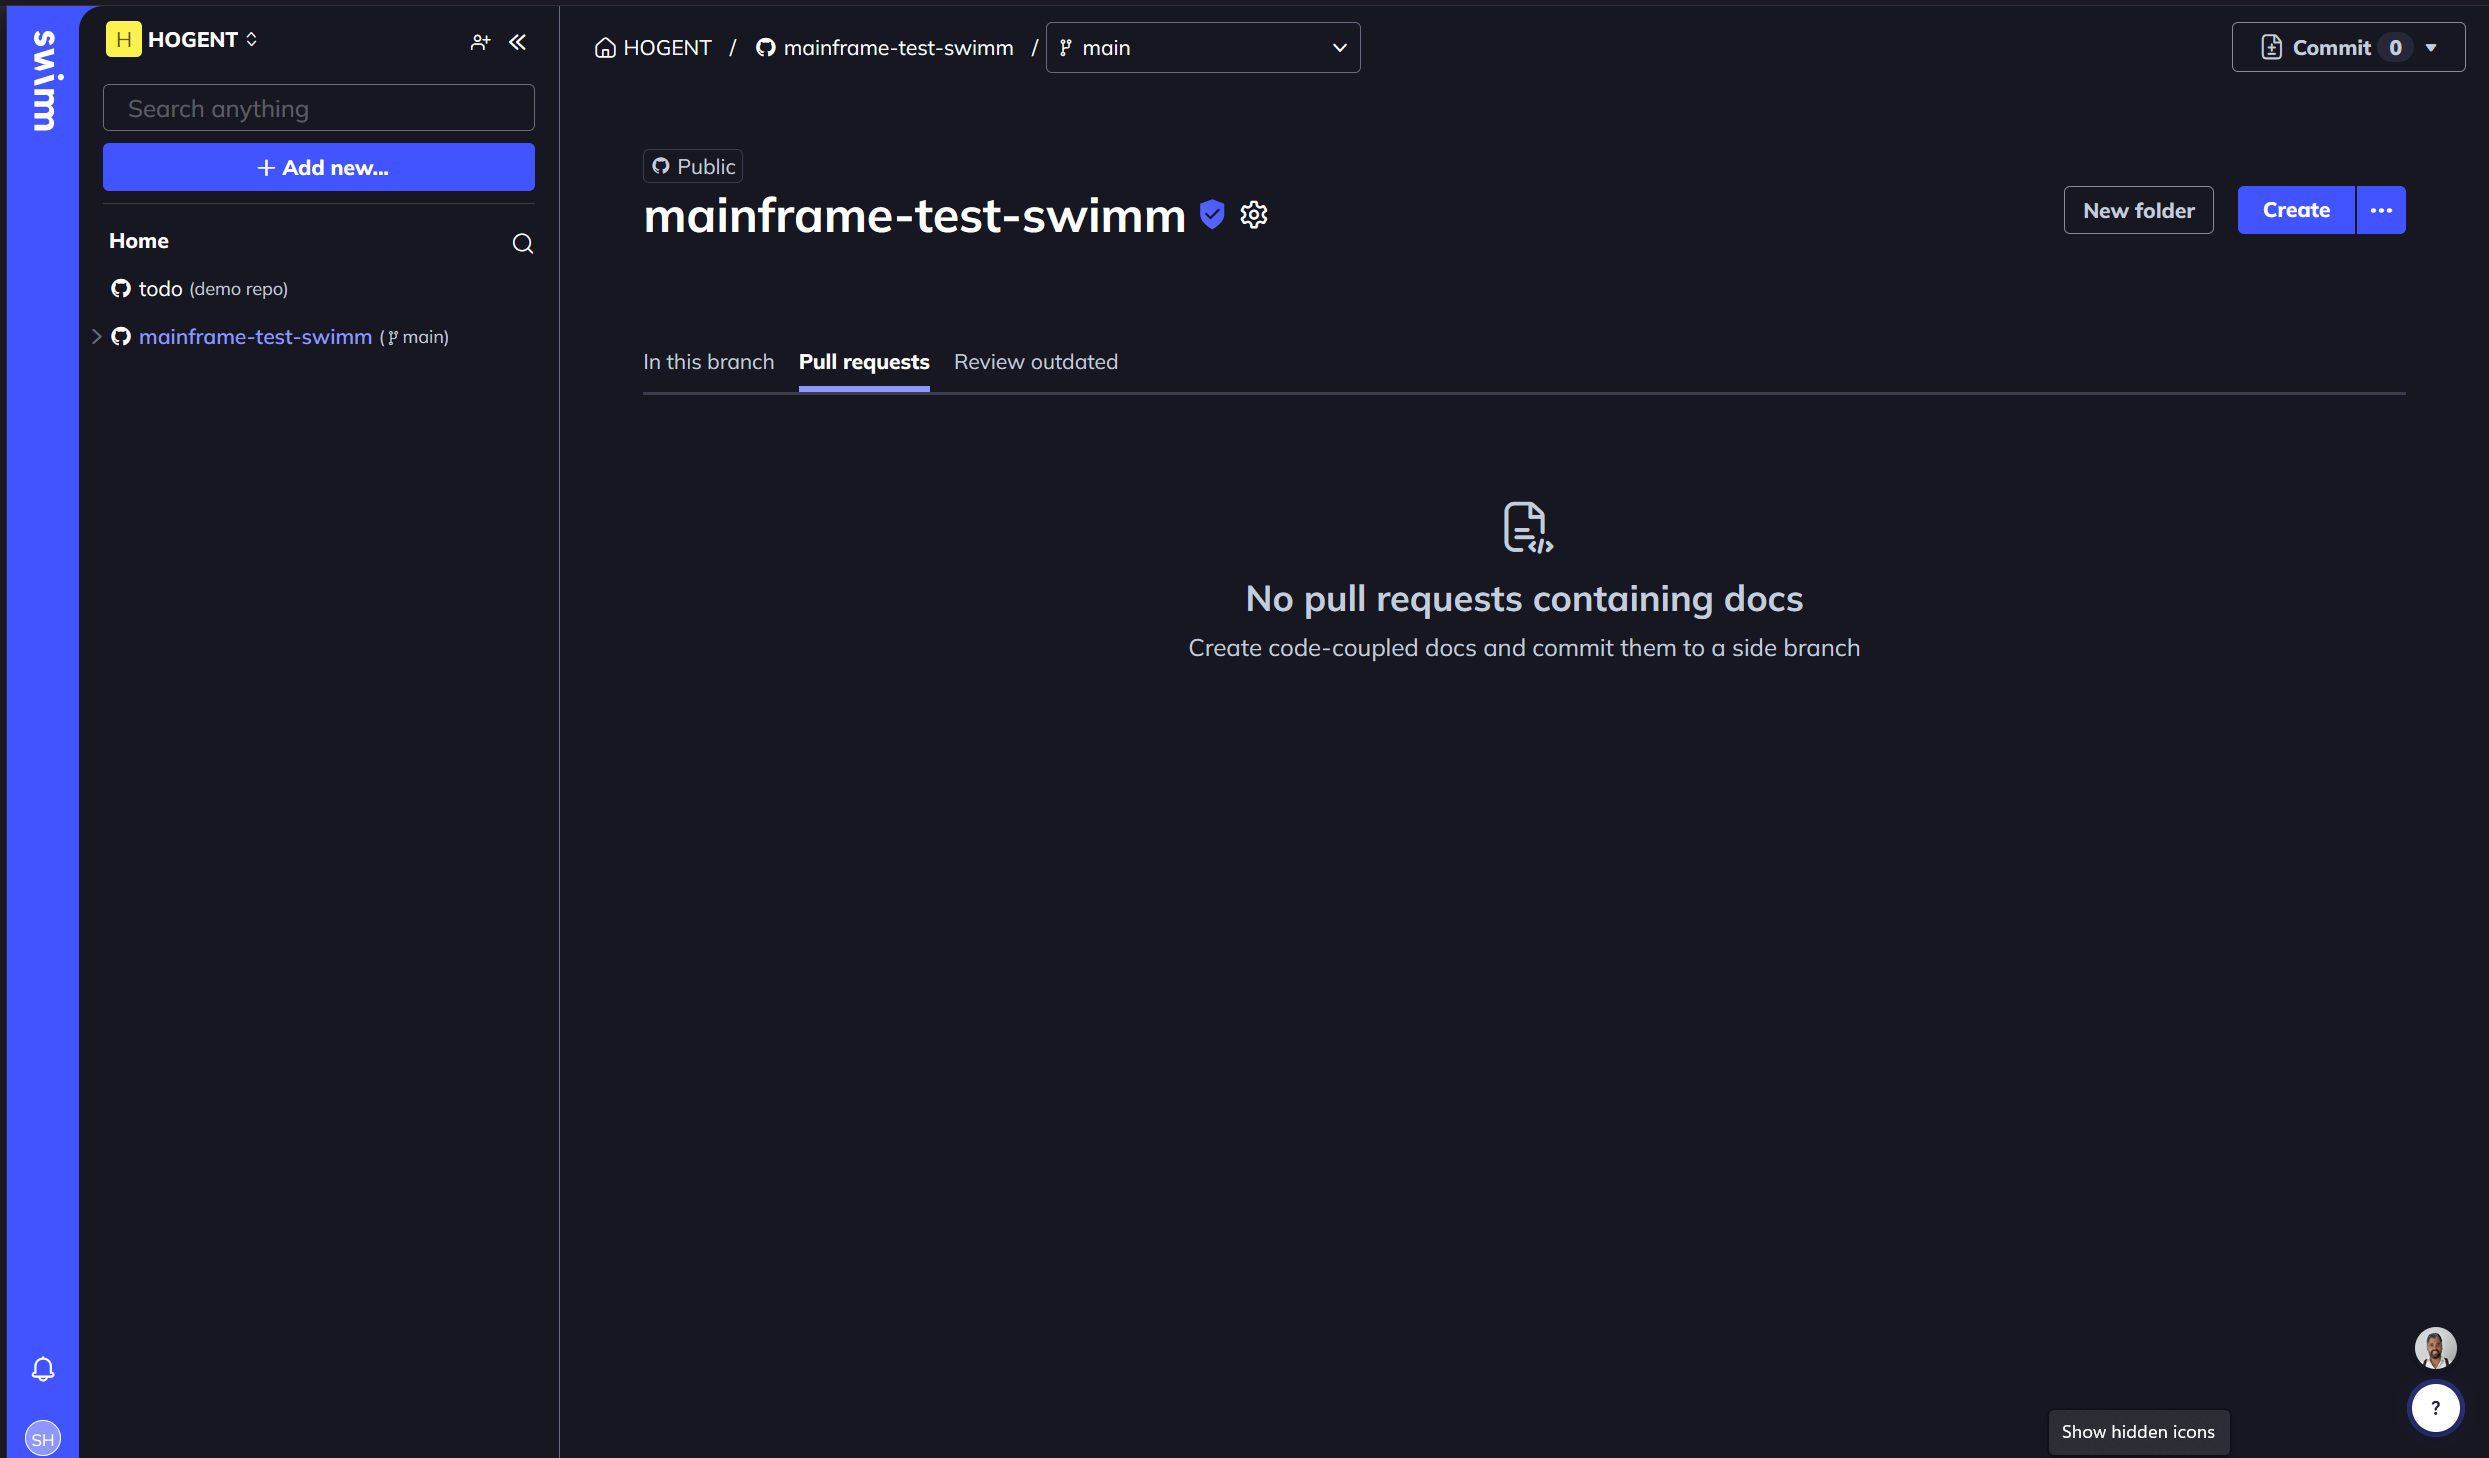 swimm
H HOGENT
Search anything
+ Add new...
Home
todo (demo repo)
mainframe-test-swimm (main)
SH
HOGENT / mainframe-test-swimm / main
Commit 0
Public
mainframe-test-swimm
New folder
Create
In this branch Pull requests Review outdated
No pull requests containing docs
Create code-coupled docs and commit them to a side branch
?
Show hidden icons